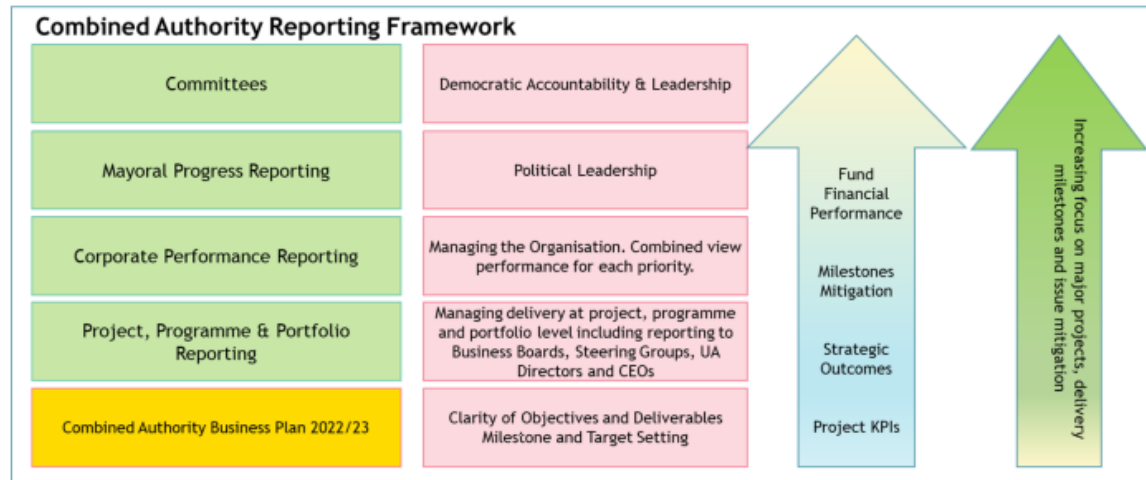 Combined Authority Reporting Framework
Committees
Democratic Accountability & Leadership
Mayoral Progress Reporting
Political Leadership
Corporate Performance Reporting
Managing the Organisation. Combined view
performance for each priority.
Project, Programme & Portfolio
Reporting
Managing delivery at project, programme
and portfolio level including reporting to
Business Boards, Steering Groups, UA
Directors and CEOs
Combined Authority Business Plan 2022/23
Clarity of Objectives and Deliverables
Milestone and Target Setting
Fund
Financial
Performance
Milestones
Mitigation
Strategic
Outcomes
Project KPIs
Increasing focus on major projects, delivery
milestones and issue mitigation